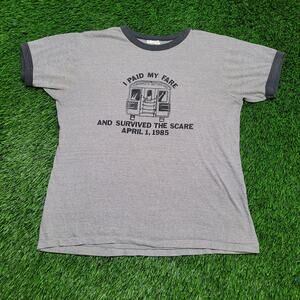 I PAID MY FARE
AND SURVIVED THE SCARE
APRIL 1, 1985